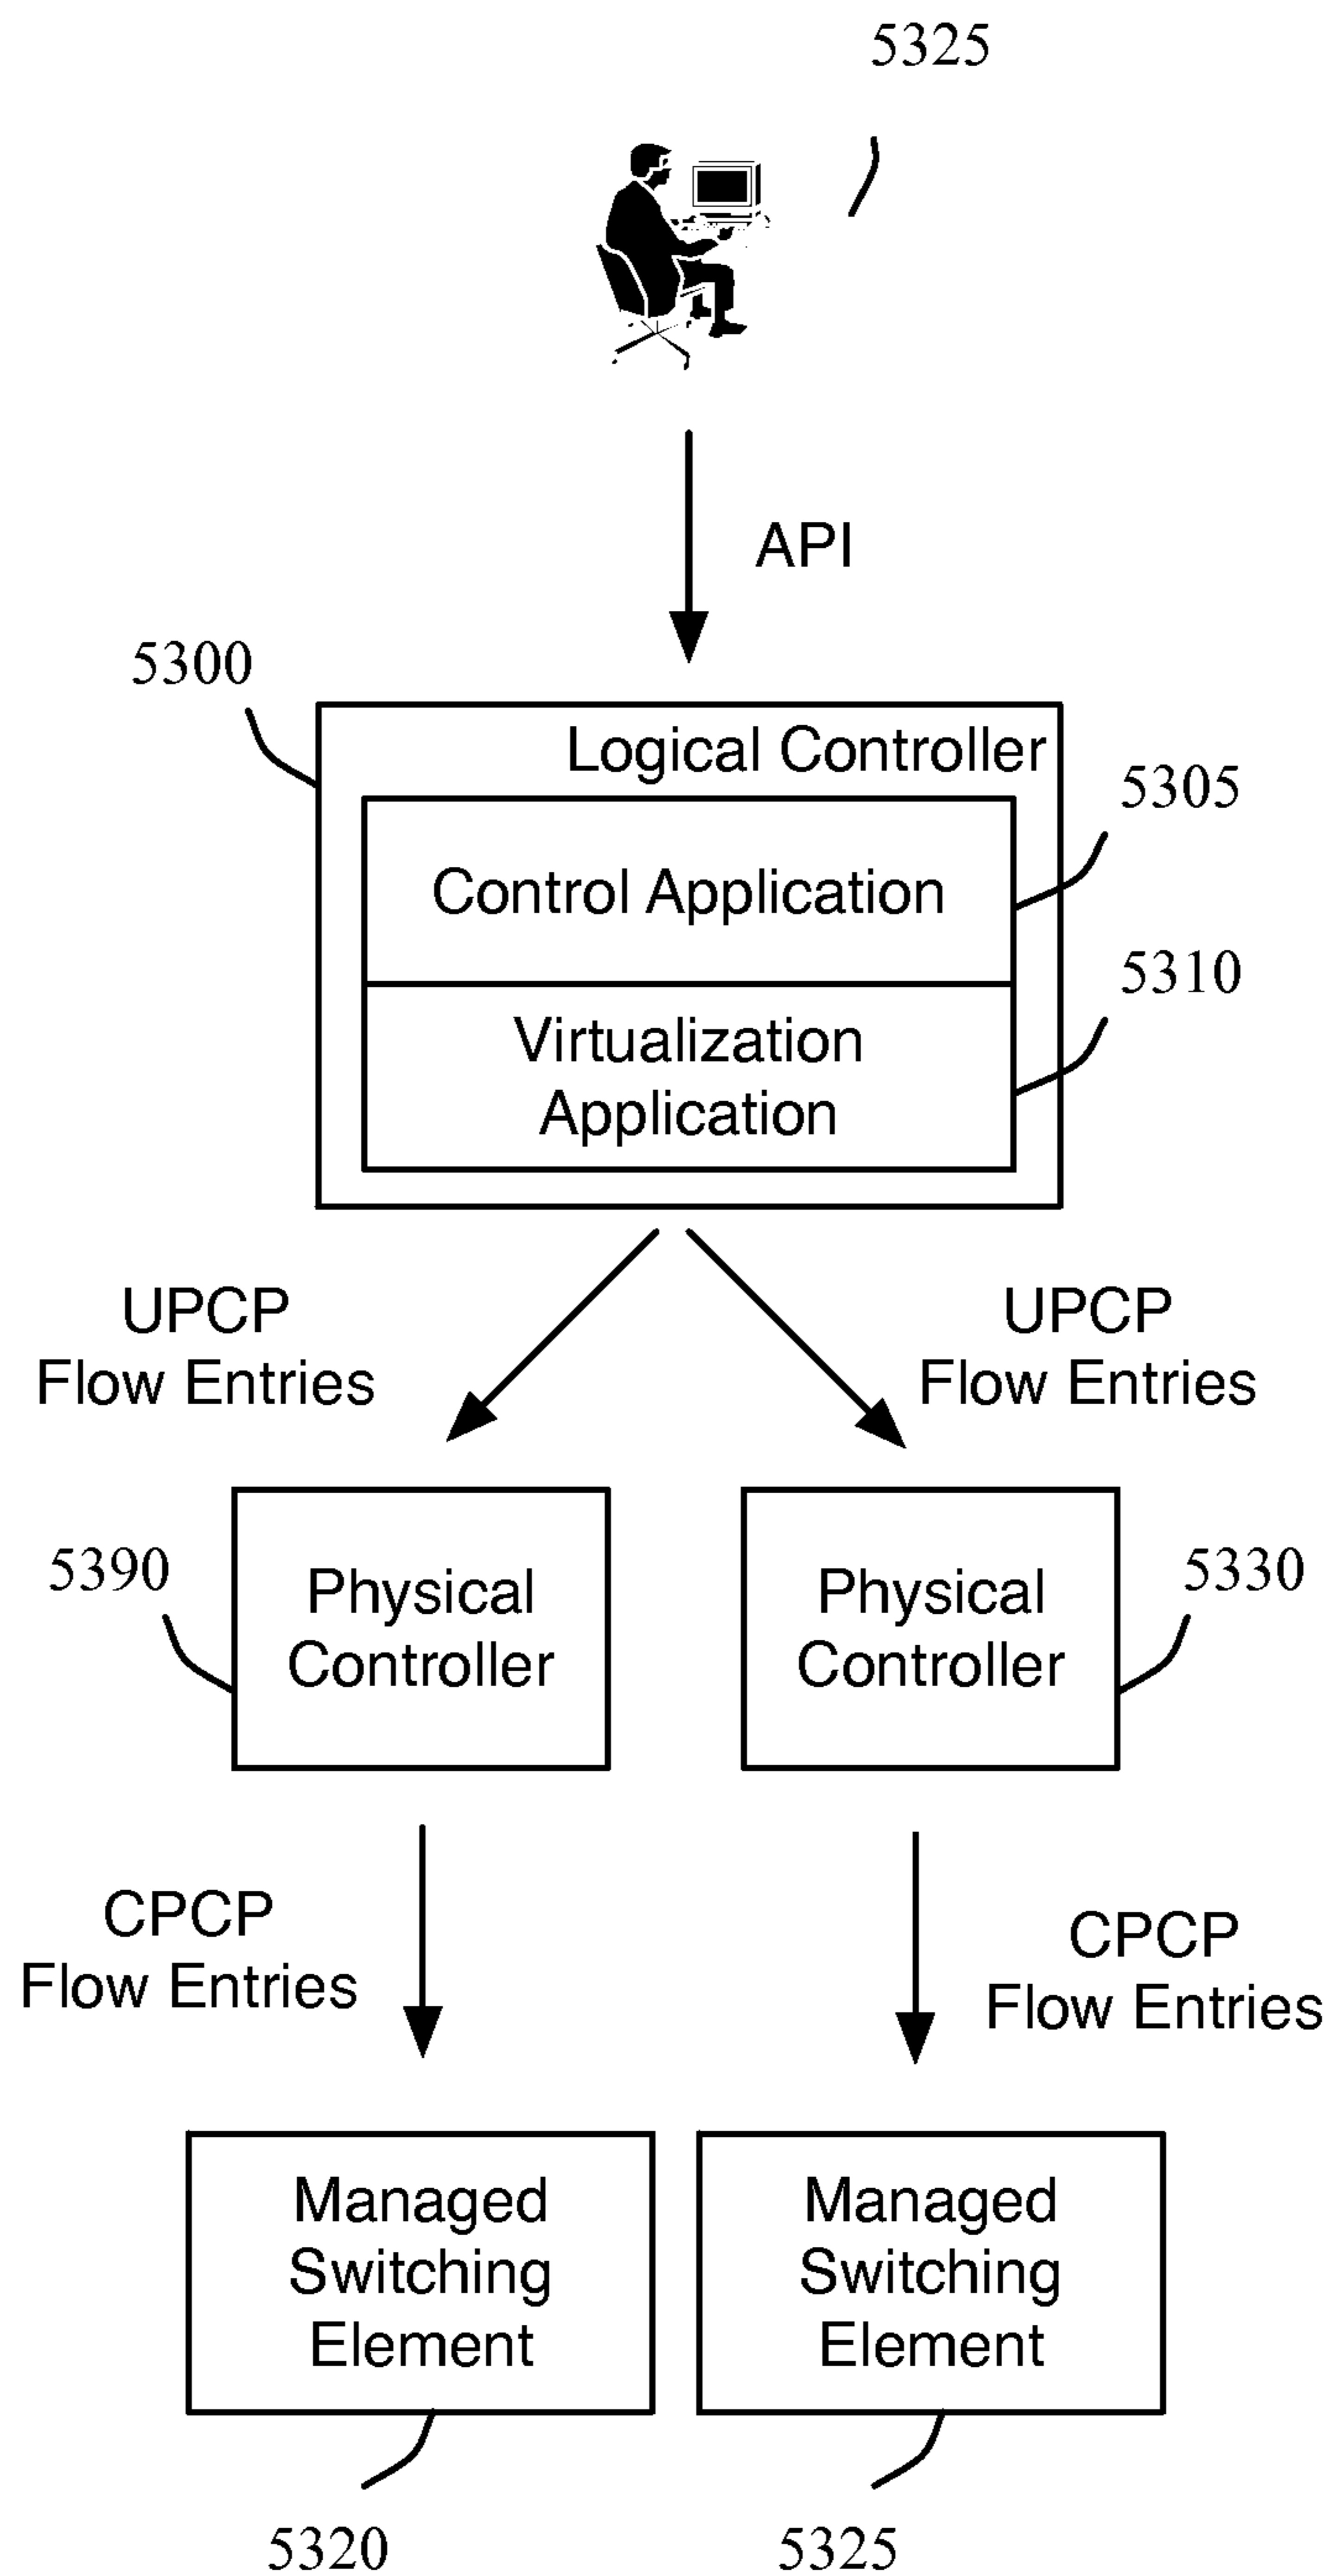 5325
API
5300
Logical Controller
5305
Control Application
5310
Virtualization
Application
UPCP
Flow Entries
UPCP
Flow Entries
5390
Physical
Controller
Physical
Controller
5330
CPCP
Flow Entries
CPCP
Flow Entries
Managed
Switching
Element
Managed
Switching
Element
5320
5325